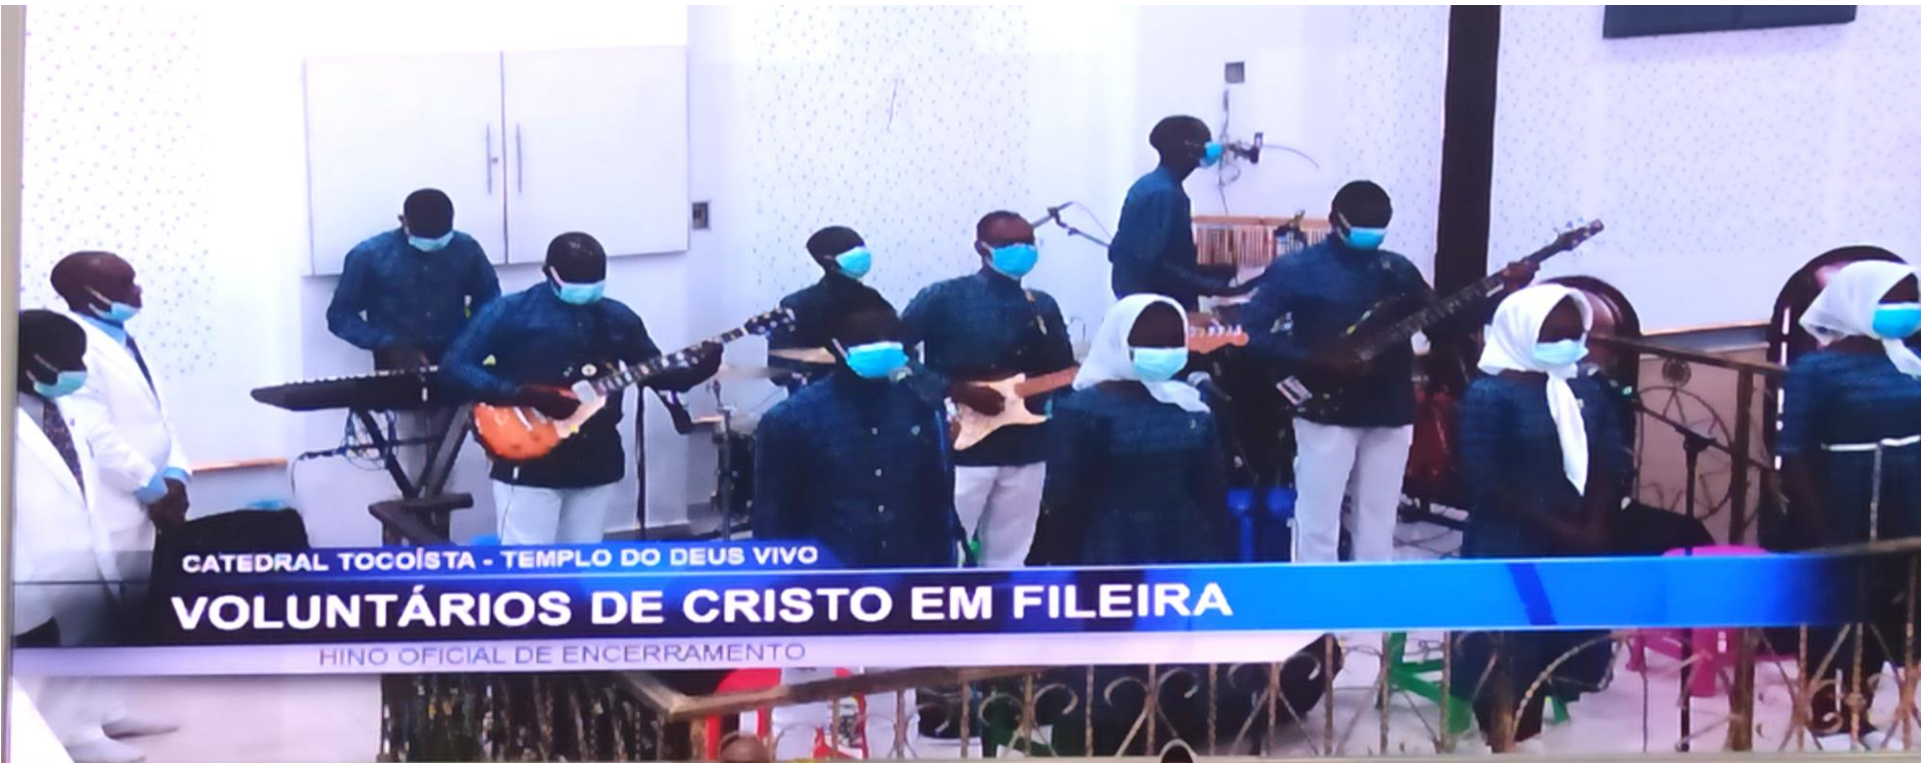 CATEDRAL TOCOÍSTA - TEMPLO DO DEUS VIVO
VOLUNTÁRIOS DE CRISTO EM FILEIRA
HINO OFICIAL DE ENCERRAMENTO